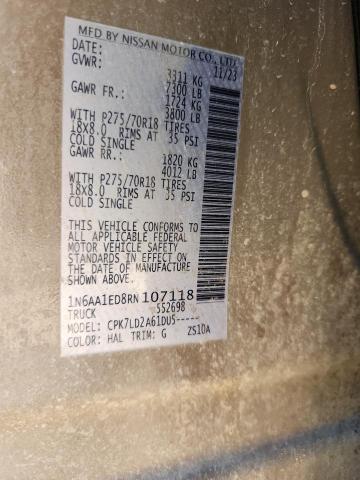 MFD BY NISSAN MOTOR CO., LTD.
DATE: 11/23
GVWR: 3311 KG
7300 LB
GAWR FR.: 1724 KG
3800 LB
WITH P275/70R18 TIRES
18X8.0 RIMS AT 35 PSI
COLD SINGLE
GAWR RR.: 1820 KG
4012 LB
WITH P275/70R18 TIRES
18X8.0 RIMS AT 35 PSI
COLD SINGLE
THIS VEHICLE CONFORMS TO
ALL APPLICABLE FEDERAL
MOTOR VEHICLE SAFETY
STANDARDS IN EFFECT ON
THE DATE OF MANUFACTURE
SHOWN ABOVE.
1N6AA1ED8RN107118
TRUCK 552698
MODEL: CPK7LD2A61DU5-----
COLOR: HAL TRIM: G ZS10A